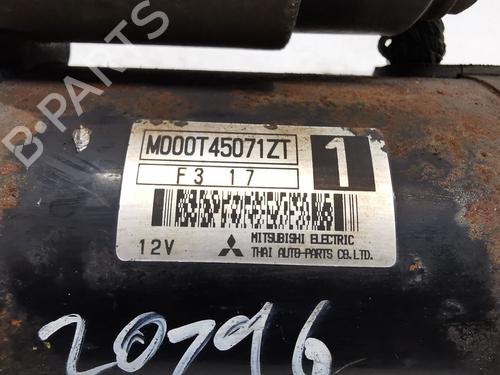 B-PARTS
M000T45071ZT
1
F3 17
12V
MITSUBISHI ELECTRIC
THAI AUTO-PARTS CO.LTD.
20796